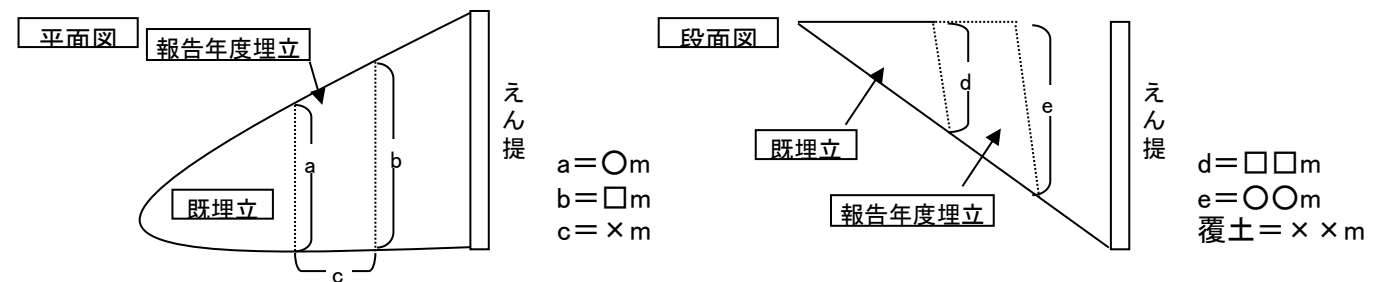 平面図
報告年度埋立
a
b
既埋立
c
えん提
a＝○m
b＝□m
c＝×m
段面図
d
e
既埋立
報告年度埋立
えん提
d＝□□m
e＝○○m
覆土＝××m